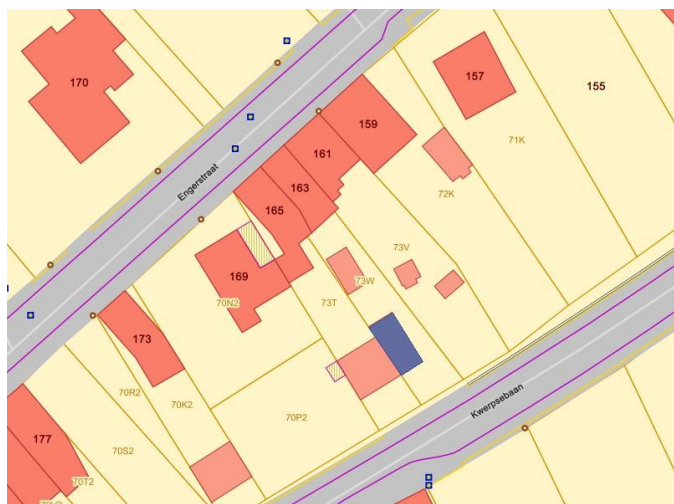 170
157
155
159
161
71K
163
Engerstraat
72K
165
73V
169
73W
70N2
73T
173
Kwerpsebaan
70R2
70K2
70P2
177
70S2
70T2